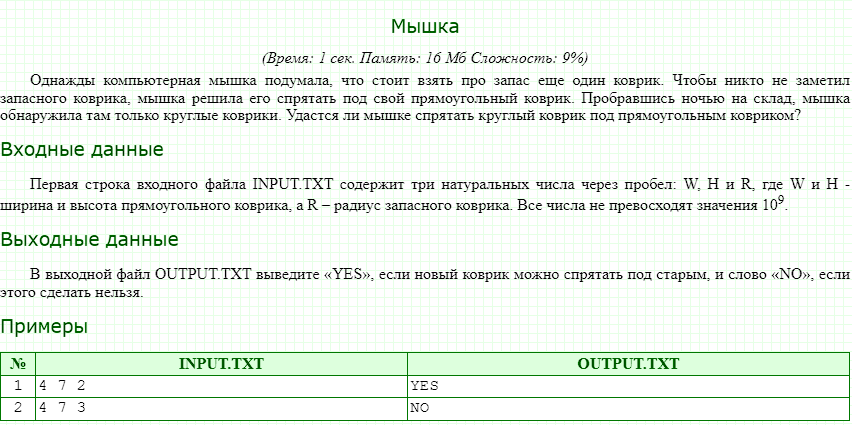 Мышка
(Время: 1 сек. Память: 16 Мб Сложность: 9%)
Однажды компьютерная мышка подумала, что стоит взять про запас еще один коврик. Чтобы никто не заметил
запасного коврика, мышка решила его спрятать под свой прямоугольный коврик. Пробравшись ночью на склад, мышка
обнаружила там только круглые коврики. Удастся ли мышке спрятать круглый коврик под прямоугольным ковриком?
Входные данные
Первая строка входного файла INPUT.TXT содержит три натуральных числа через пробел: W, H и R, где W и H -
ширина и высота прямоугольного коврика, а R – радиус запасного коврика. Все числа не превосходят значения 10⁹.
Выходные данные
В выходной файл OUTPUT.TXT выведите «YES», если новый коврик можно спрятать под старым, и слово «NO», если
этого сделать нельзя.
Примеры
№ INPUT.TXT OUTPUT.TXT
1 4 7 2 YES
2 4 7 3 NO